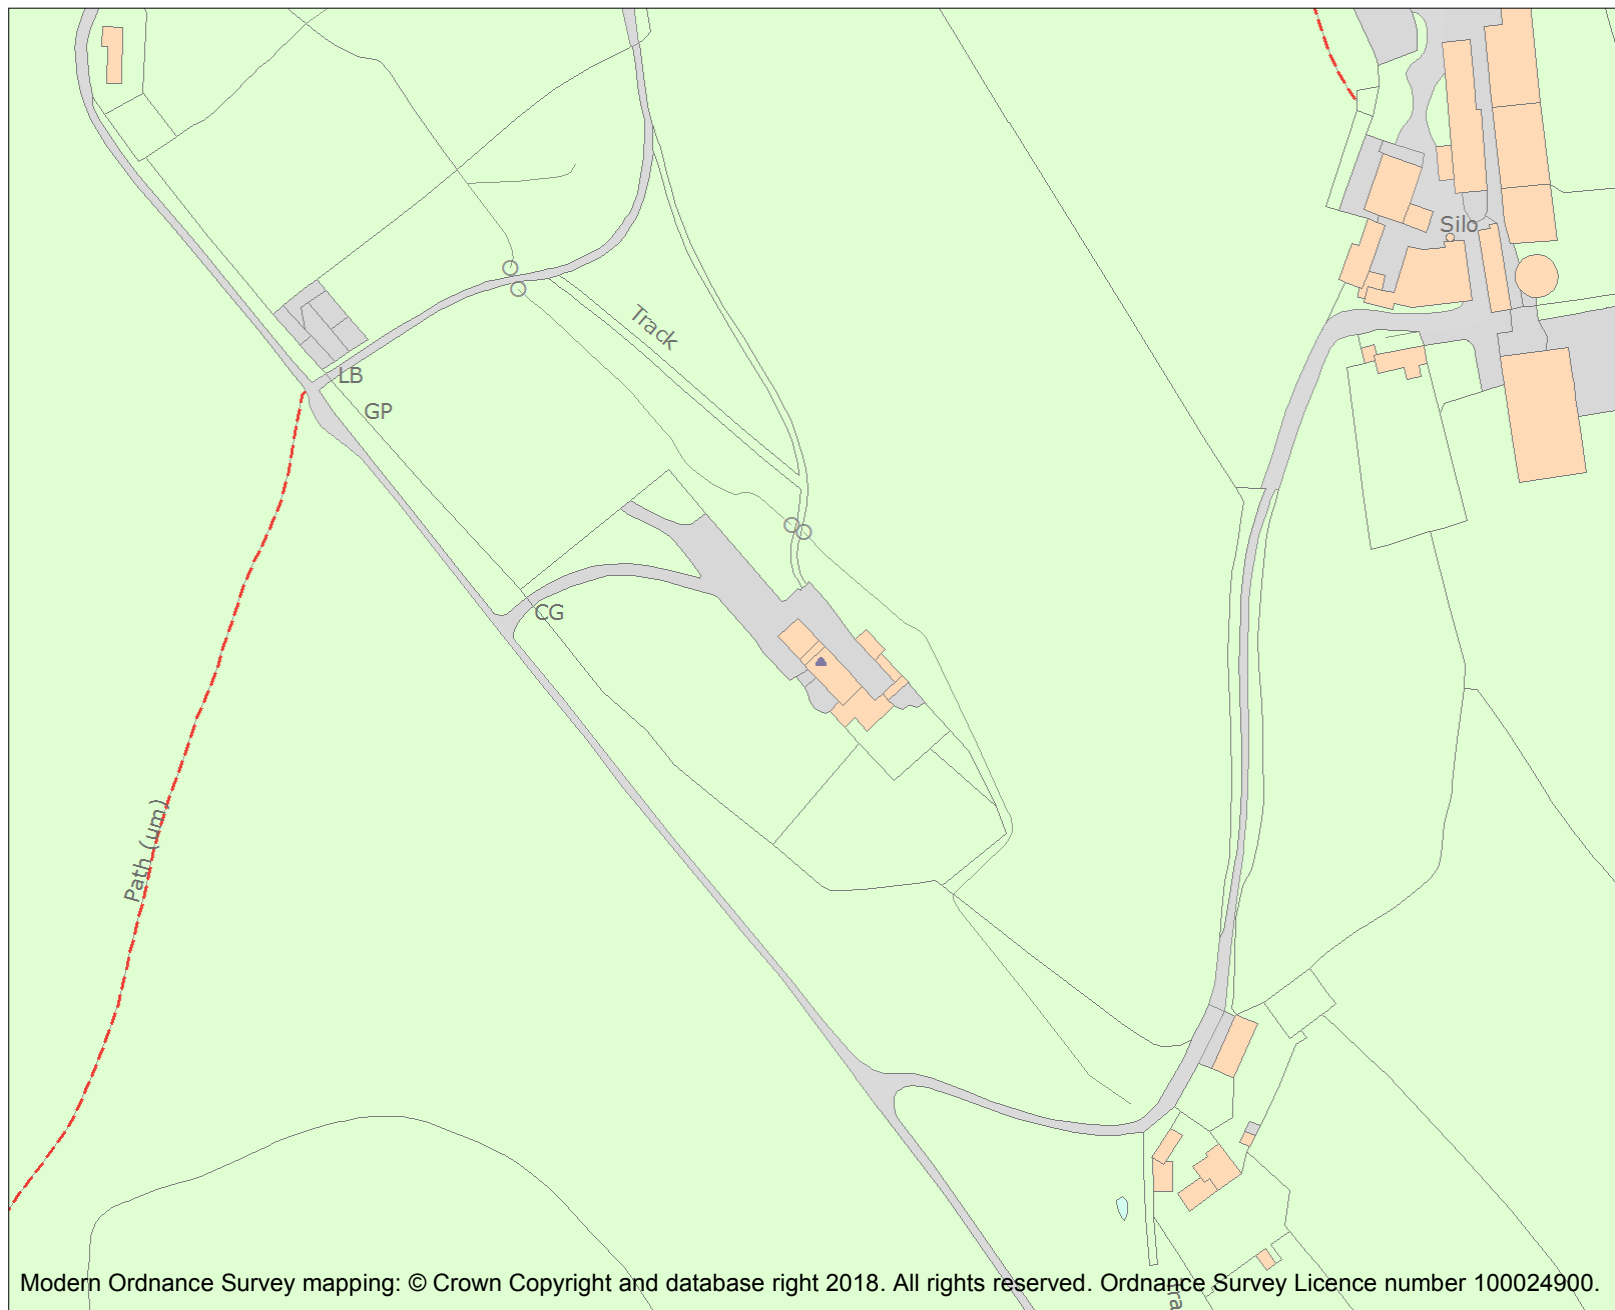 Silo
Track
LB
GP
CG
Path (um)
Modern Ordnance Survey mapping: © Crown Copyright and database right 2018. All rights reserved. Ordnance Survey Licence number 100024900.